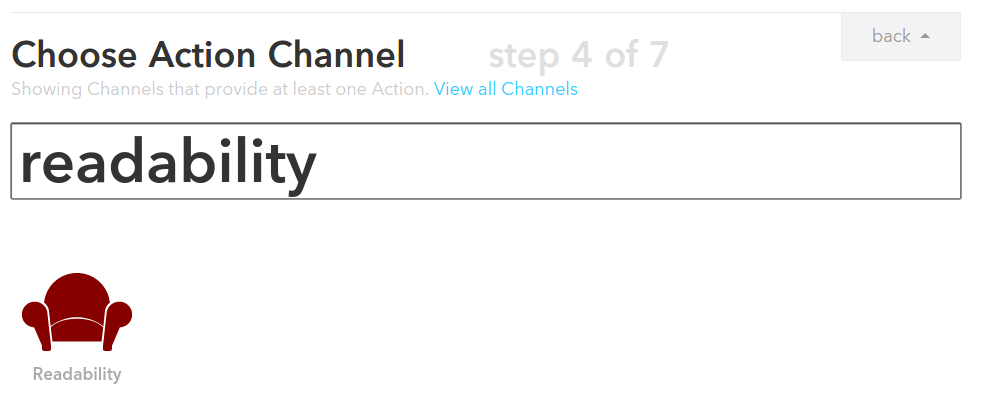 Choose Action Channel step 4 of 7 back
Showing Channels that provide at least one Action. View all Channels
readability
Readability